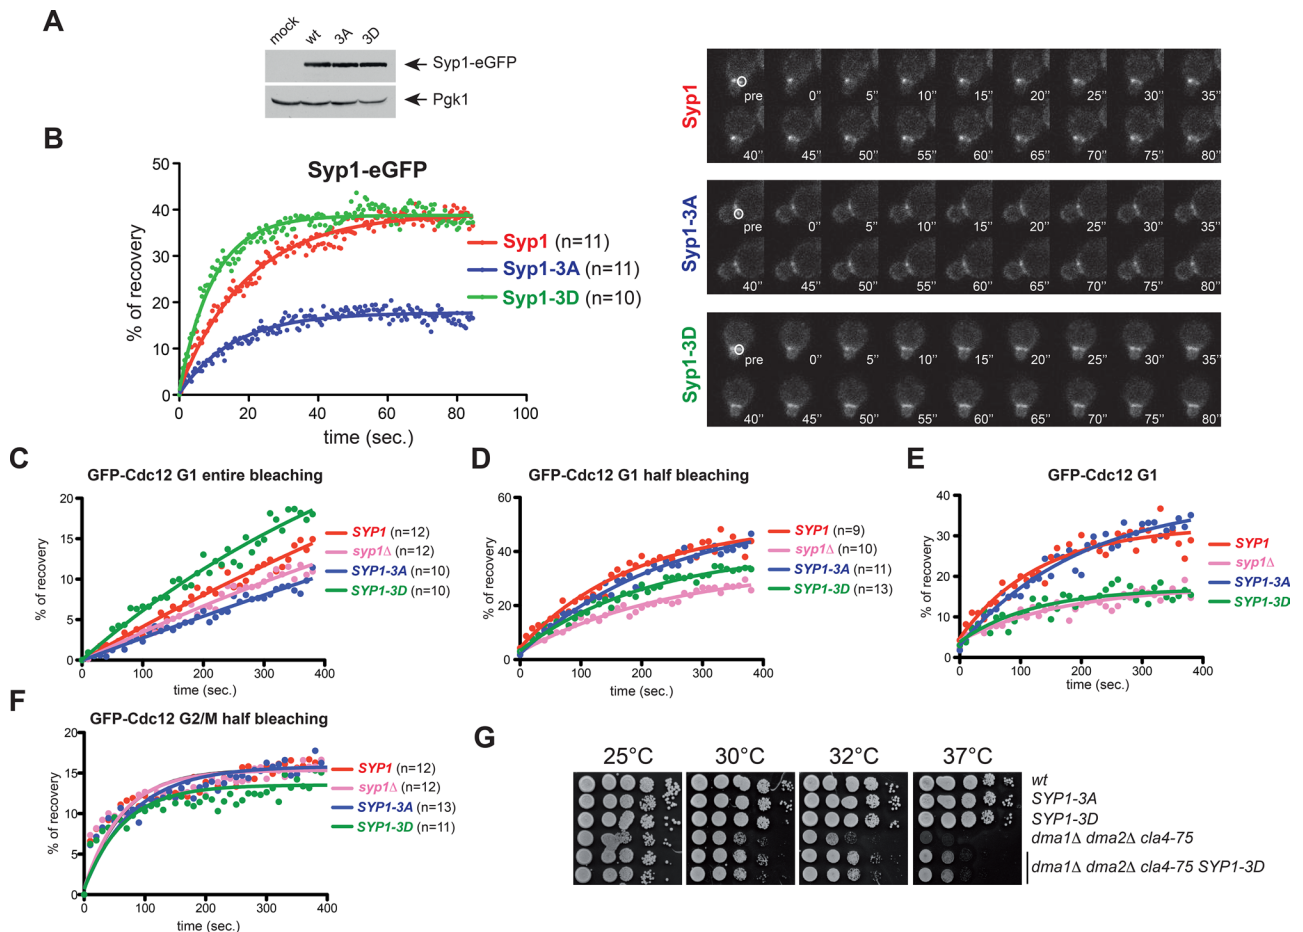 A
mock wt 3A 3D
Syp1-eGFP
Pgk1
B
Syp1-eGFP
% of recovery
50
40
30
20
10
0
0 20 40 60 80 100
time (sec.)
Syp1 (n=11)
Syp1-3A (n=11)
Syp1-3D (n=10)
Syp1
pre 0’’ 5’’ 10’’ 15’’ 20’’ 25’’ 30’’ 35’’
40’’ 45’’ 50’’ 55’’ 60’’ 65’’ 70’’ 75’’ 80’’
Syp1-3A
pre 0’’ 5’’ 10’’ 15’’ 20’’ 25’’ 30’’ 35’’
40’’ 45’’ 50’’ 55’’ 60’’ 65’’ 70’’ 75’’ 80’’
Syp1-3D
pre 0’’ 5’’ 10’’ 15’’ 20’’ 25’’ 30’’ 35’’
40’’ 45’’ 50’’ 55’’ 60’’ 65’’ 70’’ 75’’ 80’’
C
GFP-Cdc12 G1 entire bleaching
% of recovery
20
15
10
5
0
0 100 200 300 400
time (sec.)
SYP1 (n=12)
syp1Δ (n=12)
SYP1-3A (n=10)
SYP1-3D (n=10)
D
GFP-Cdc12 G1 half bleaching
% of recovery
60
40
20
0
0 100 200 300 400
time (sec.)
SYP1 (n=9)
syp1Δ (n=10)
SYP1-3A (n=11)
SYP1-3D (n=13)
E
GFP-Cdc12 G1
% of recovery
40
30
20
10
0
0 100 200 300 400
time (sec.)
SYP1
syp1Δ
SYP1-3A
SYP1-3D
F
GFP-Cdc12 G2/M half bleaching
% of recovery
20
15
10
5
0
0 100 200 300 400
time (sec.)
SYP1 (n=12)
syp1Δ (n=12)
SYP1-3A (n=13)
SYP1-3D (n=11)
G
25°C 30°C 32°C 37°C
wt
SYP1-3A
SYP1-3D
dma1Δ dma2Δ cla4-75
dma1Δ dma2Δ cla4-75 SYP1-3D